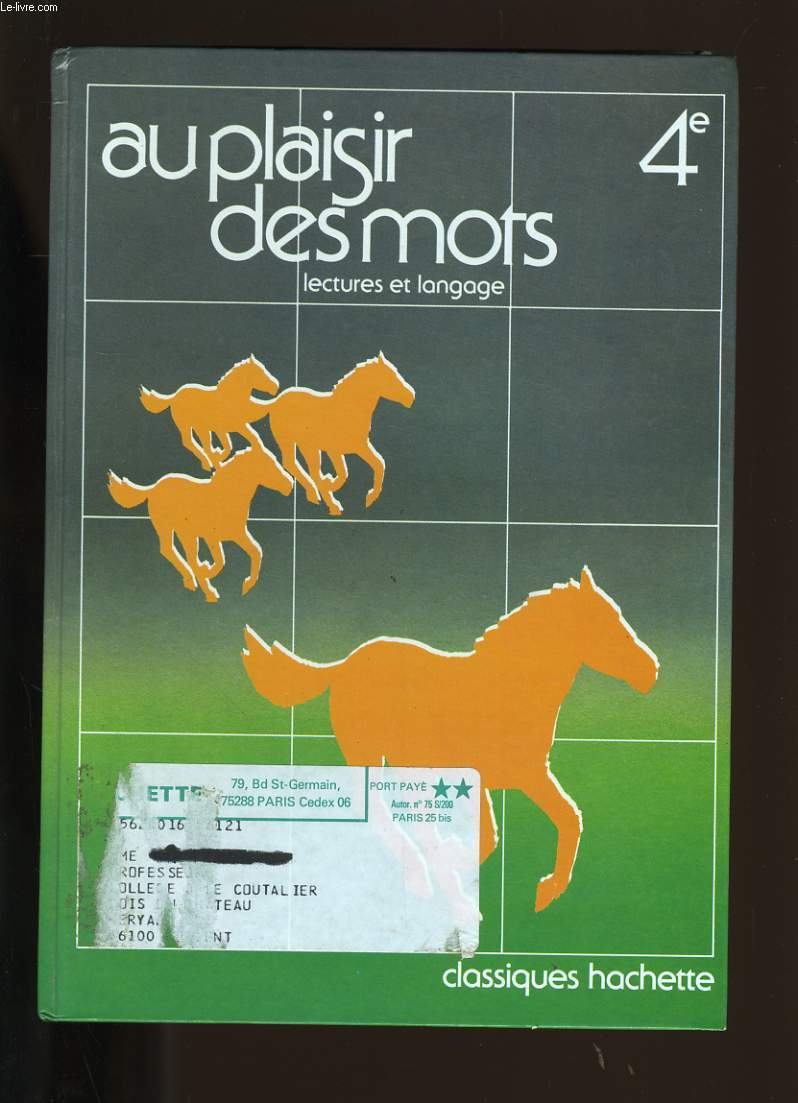 Le-livre.com
au plaisir
des mots
4e
lectures et langage
79, Bd St-Germain,
75288 PARIS Cedex 06
PORT PAYÉ ★★
Autor. n° 75 S/200
PARIS 25 bis
121
COUTALIER
classiques hachette